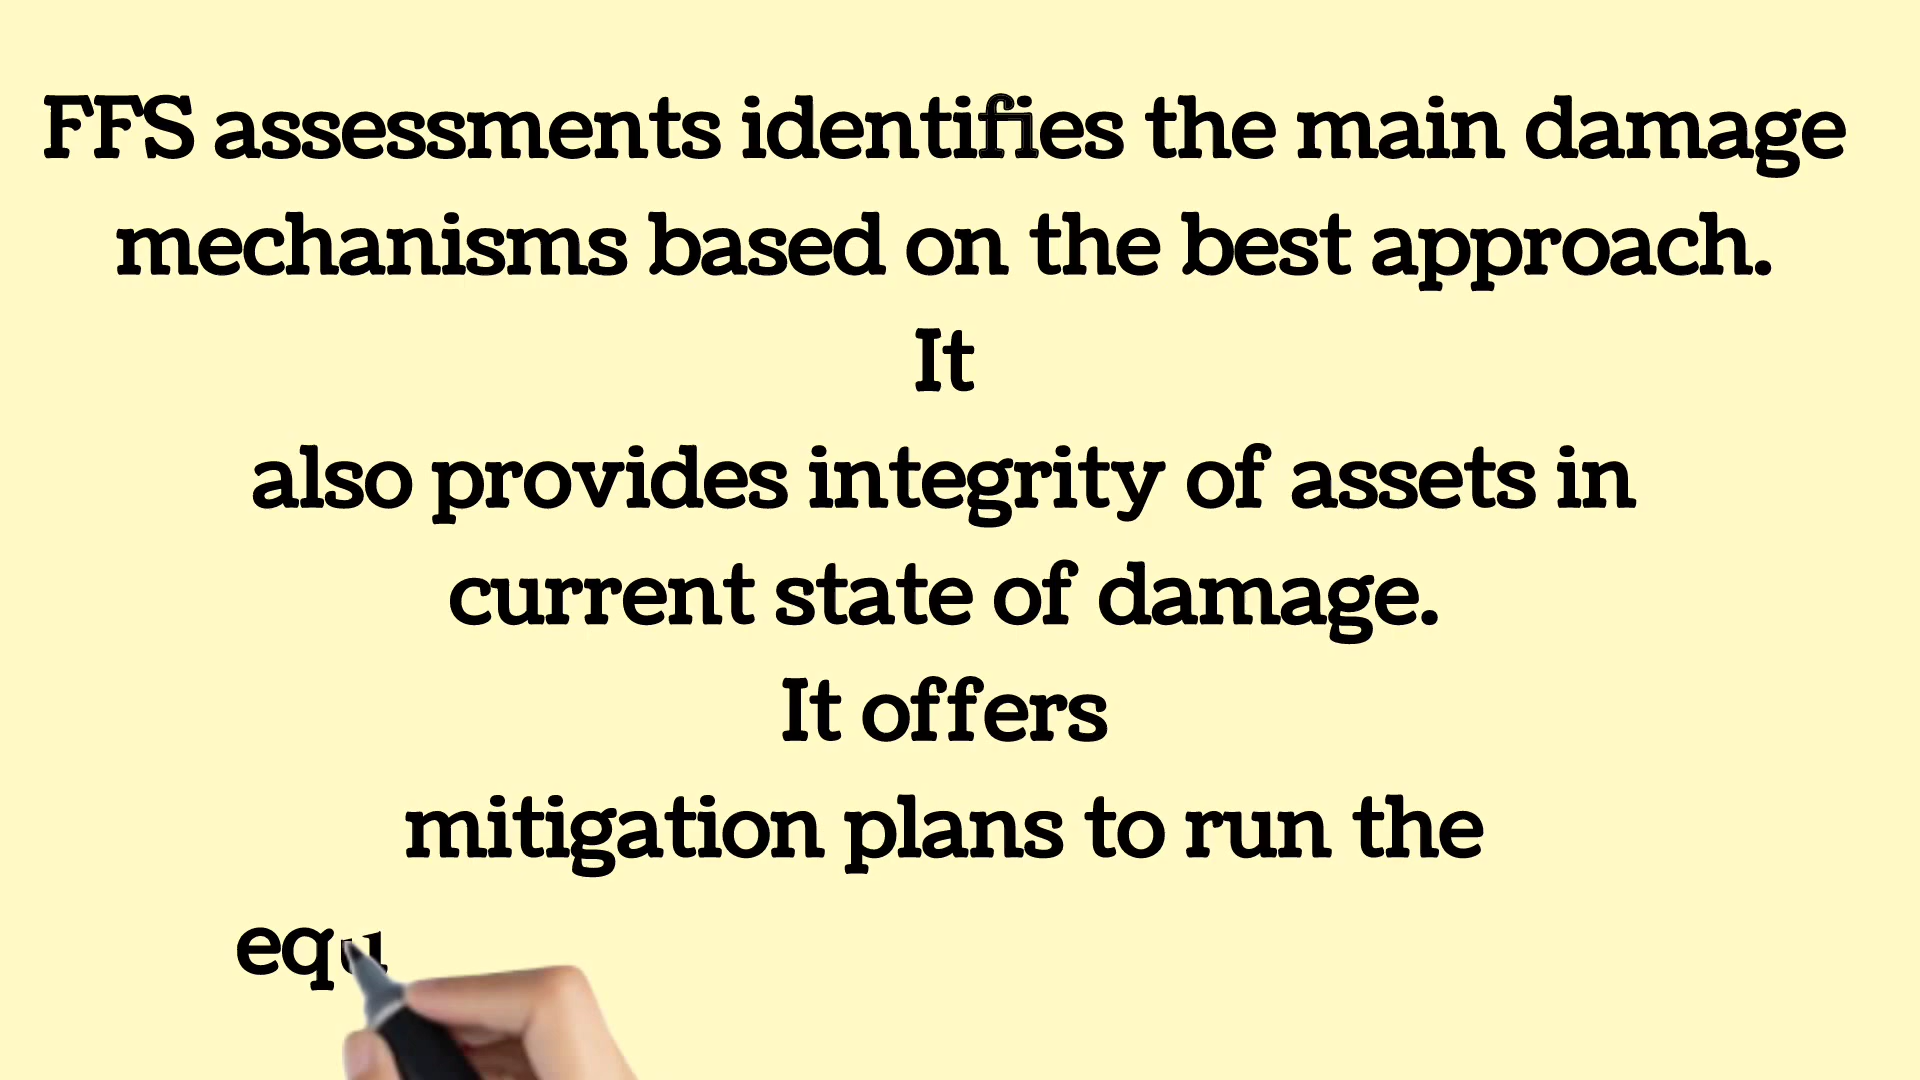 FFS assessments identifies the main damage
mechanisms based on the best approach.
It
also provides integrity of assets in
current state of damage.
It offers
mitigation plans to run the
equ